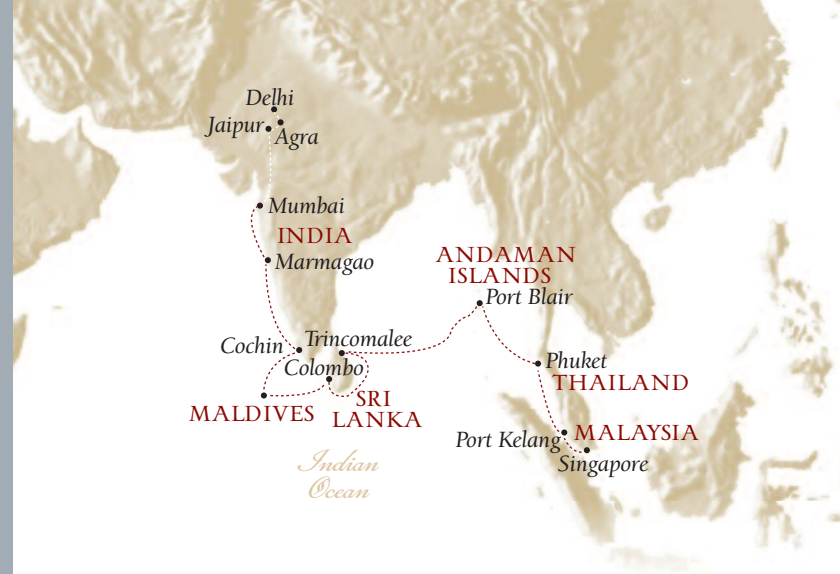 Delhi
Jaipur
Agra
Mumbai
INDIA
Marmagao
ANDAMAN
ISLANDS
Port Blair
Trincomalee
Cochin
Colombo
Phuket
THAILAND
SRI
LANKA
MALDIVES
MALAYSIA
Port Kelang
Singapore
Indian
Ocean